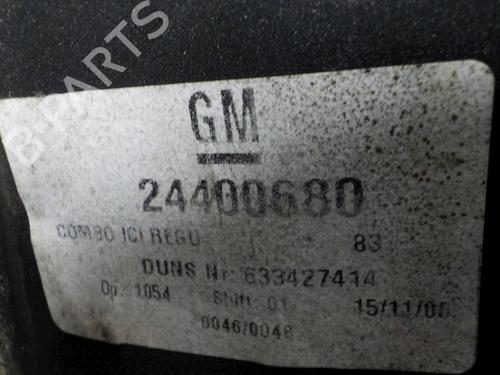 B-PARTS
GM
24400680
COMBO ICI REGU 83
DUNS Nr. 633427414
Op. 1054 Shift 01 15/11/00
0046/0048